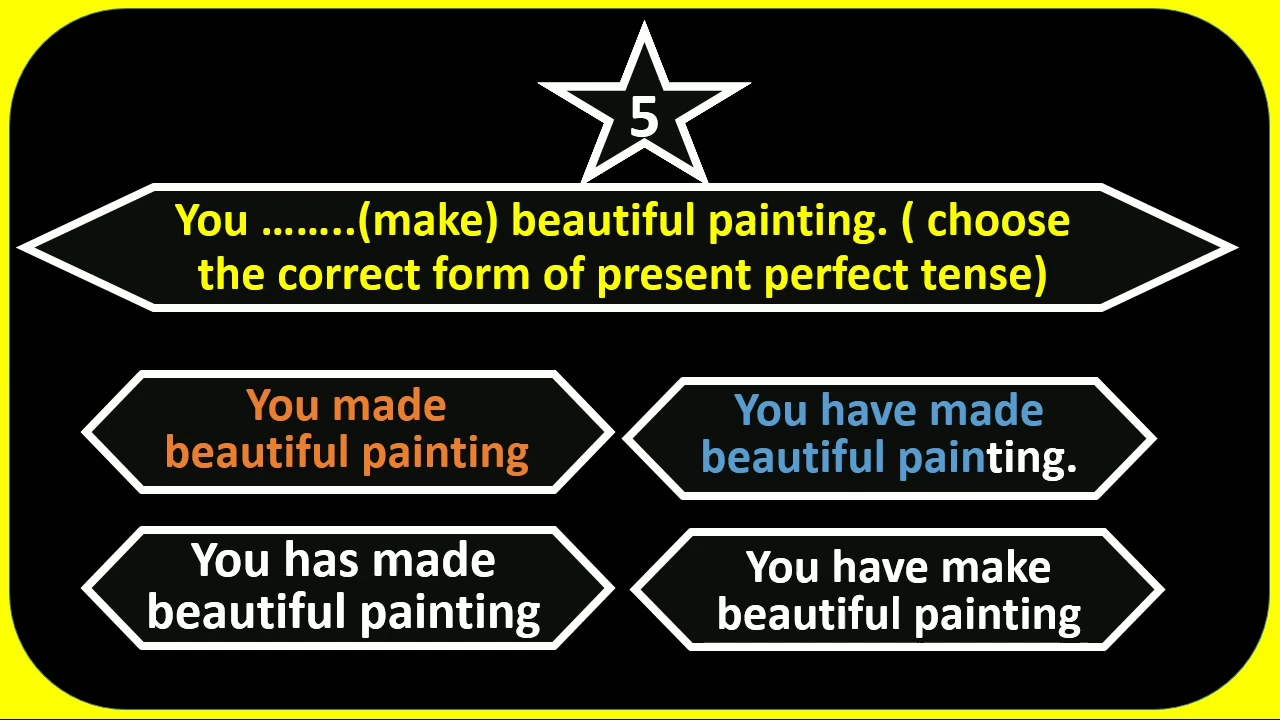 5
You ……..(make) beautiful painting. ( choose
the correct form of present perfect tense)
You made
beautiful painting
You have made
beautiful painting.
You has made
beautiful painting
You have make
beautiful painting